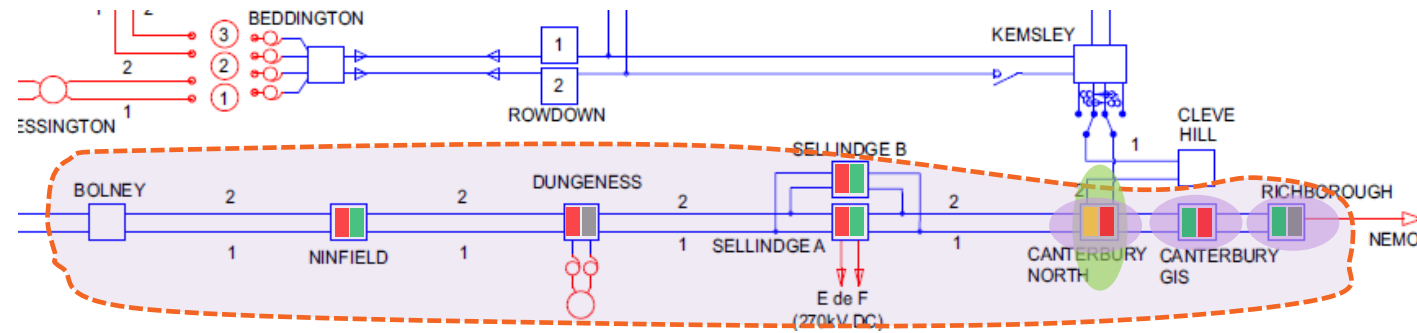 2
BEDDINGTON
3
2
1
2
1
ESSINGTON
1
2
ROWDOWN
KEMSLEY
CLEVE
HILL
1
2
BOLNEY
2
1
NINFIELD
2
1
DUNGENESS
2
1
SELLINDGE B
SELLINDGE A
E de F
(270kV DC)
2
1
CANTERBURY
NORTH
CANTERBURY
GIS
RICHBOROUGH
NEMO